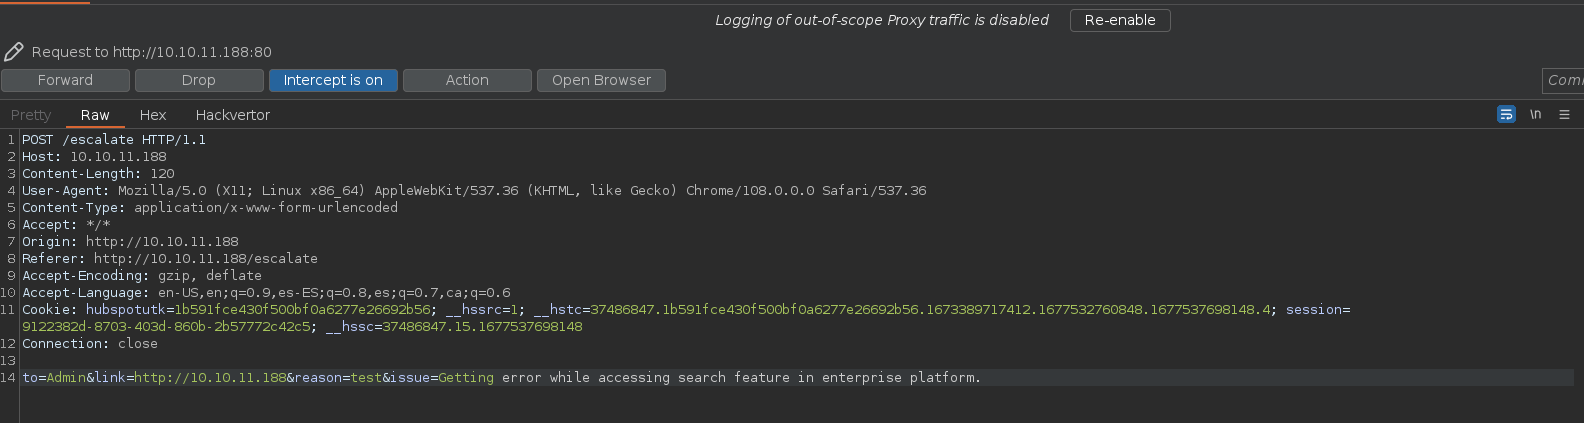 Logging of out-of-scope Proxy traffic is disabled Re-enable
Request to http://10.10.11.188:80
Forward Drop Intercept is on Action Open Browser
Pretty Raw Hex Hackvertor \n
1 POST /escalate HTTP/1.1
2 Host: 10.10.11.188
3 Content-Length: 120
4 User-Agent: Mozilla/5.0 (X11; Linux x86_64) AppleWebKit/537.36 (KHTML, like Gecko) Chrome/108.0.0.0 Safari/537.36
5 Content-Type: application/x-www-form-urlencoded
6 Accept: */*
7 Origin: http://10.10.11.188
8 Referer: http://10.10.11.188/escalate
9 Accept-Encoding: gzip, deflate
10 Accept-Language: en-US,en;q=0.9,es-ES;q=0.8,es;q=0.7,ca;q=0.6
11 Cookie: hubspotutk=1b591fce430f500bf0a6277e26692b56; __hssrc=1; __hstc=37486847.1b591fce430f500bf0a6277e26692b56.1673389717412.1677532760848.1677537698148.4; session=
9122382d-8703-403d-860b-2b57772c42c5; __hssc=37486847.15.1677537698148
12 Connection: close
13
14 to=Admin&link=http://10.10.11.188&reason=test&issue=Getting error while accessing search feature in enterprise platform.